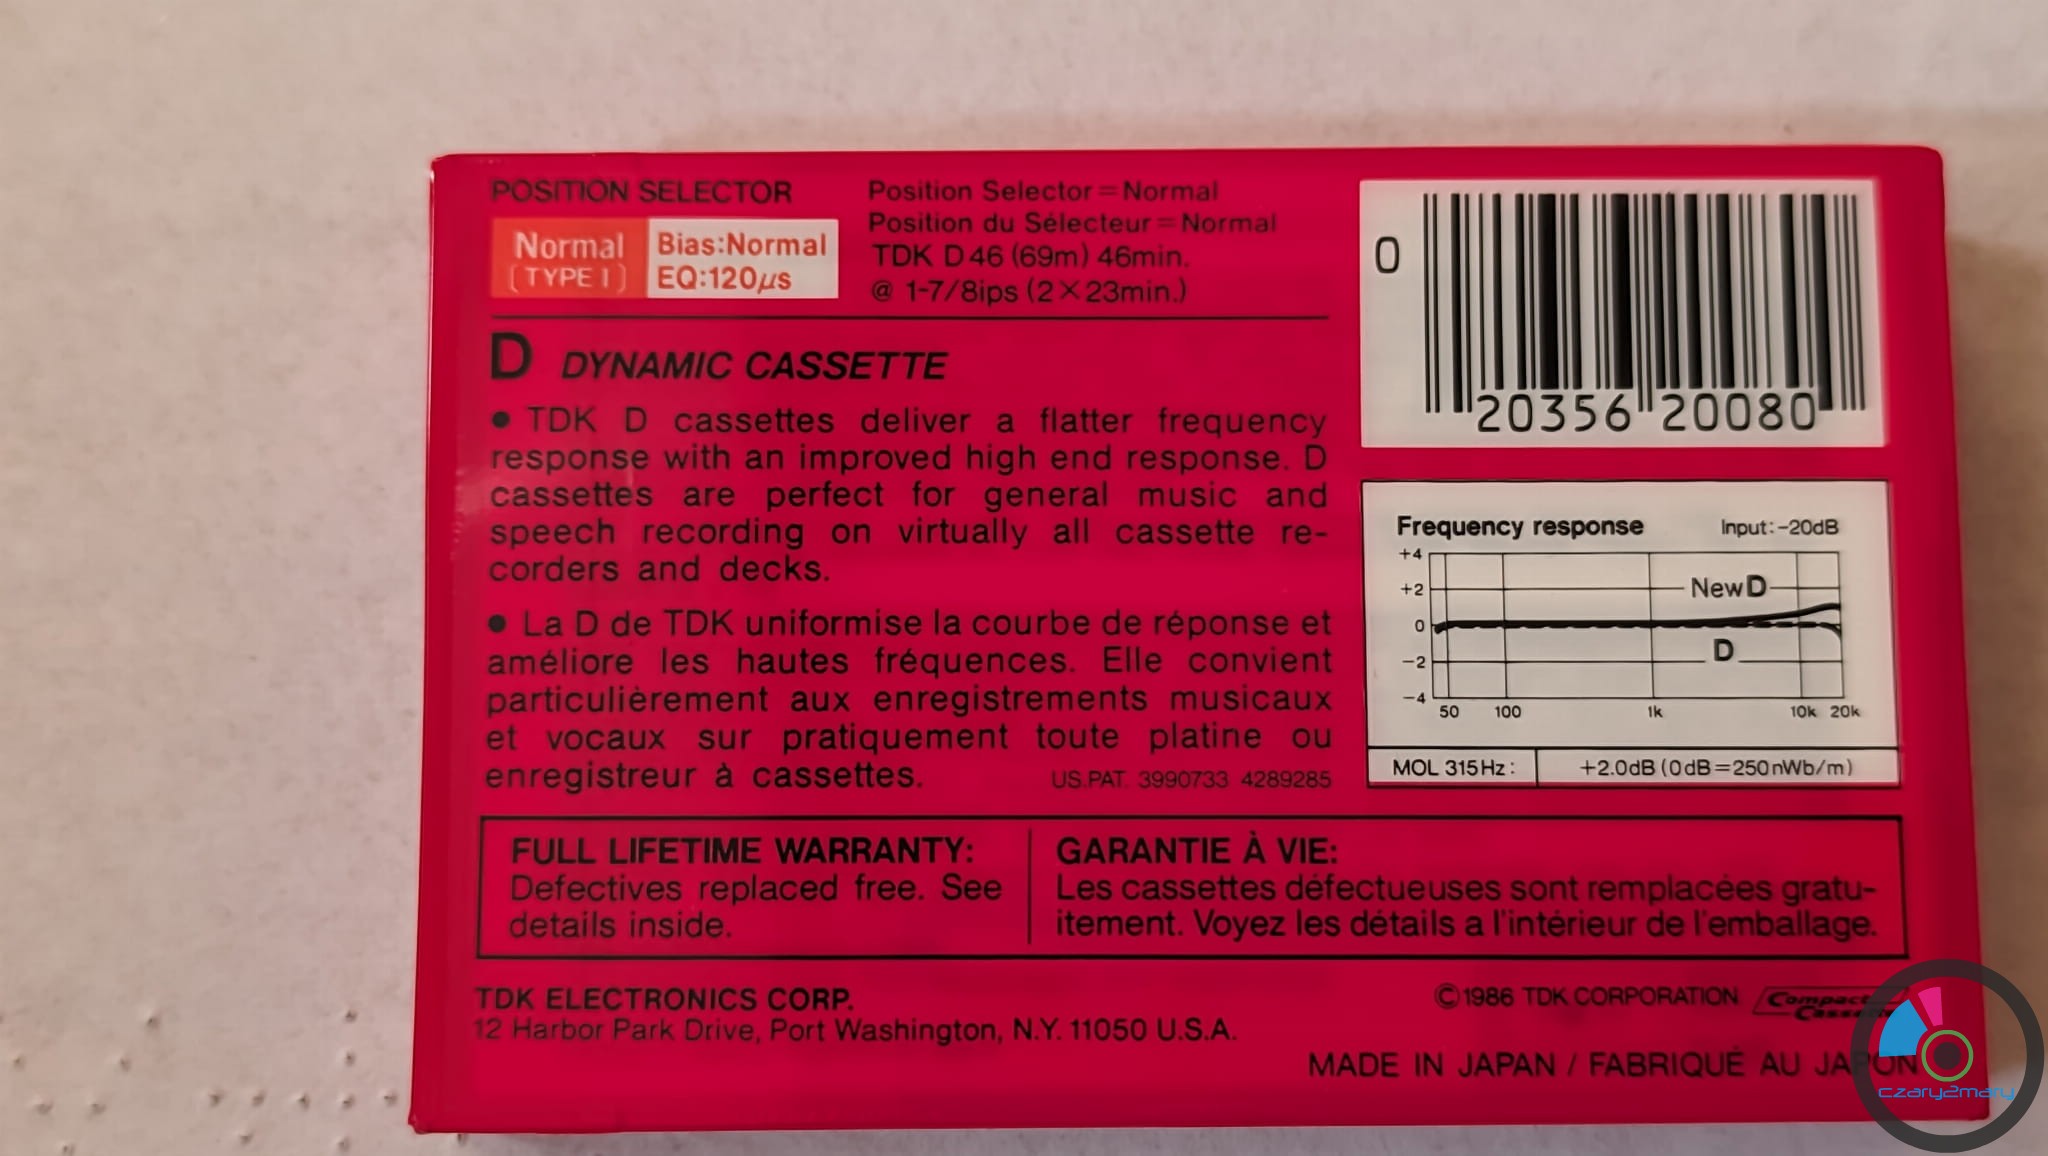 POSITION SELECTOR
Normal
(TYPE I)
Bias:Normal
EQ:120μs
Position Selector=Normal
Position du Sélecteur=Normal
TDK D46 (69m) 46min.
@ 1-7/8ips (2×23min.)
D DYNAMIC CASSETTE
● TDK D cassettes deliver a flatter frequency
response with an improved high end response. D
cassettes are perfect for general music and
speech recording on virtually all cassette re-
corders and decks.
● La D de TDK uniformise la courbe de réponse et
améliore les hautes fréquences. Elle convient
particulièrement aux enregistrements musicaux
et vocaux sur pratiquement toute platine ou
enregistreur à cassettes.
US.PAT. 3990733 4289285
0 20356 20080
Frequency response Input:-20dB
+4
+2
0
-2
-4
New D
D
50 100 1k 10k 20k
MOL 315Hz: +2.0dB (0dB=250nWb/m)
FULL LIFETIME WARRANTY:
Defectives replaced free. See
details inside.
GARANTIE À VIE:
Les cassettes défectueuses sont remplacées gratu-
itement. Voyez les détails a l'intérieur de l'emballage.
TDK ELECTRONICS CORP.
12 Harbor Park Drive, Port Washington, N.Y. 11050 U.S.A.
©1986 TDK CORPORATION
Compact
Cassette
MADE IN JAPAN / FABRIQUÉ AU JAPON
czary2mary